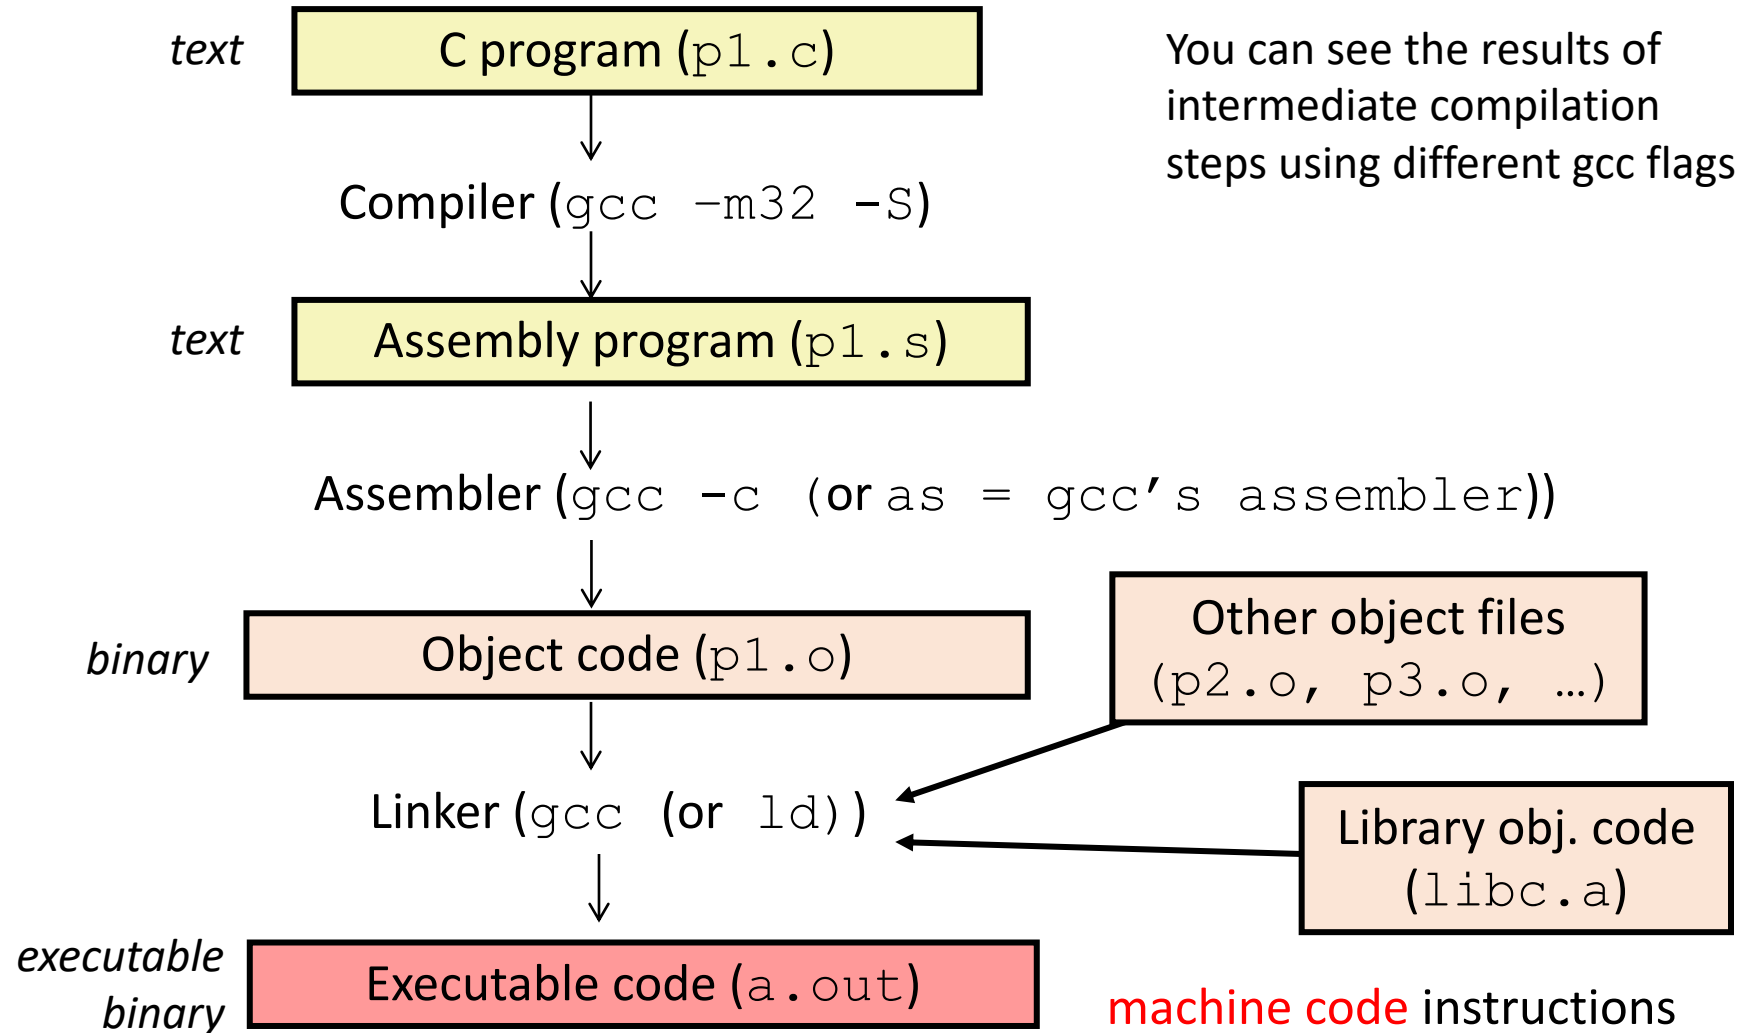 text
C program (p1.c)
You can see the results of
intermediate compilation
steps using different gcc flags
Compiler (gcc –m32 -S)
text
Assembly program (p1.s)
Assembler (gcc -c (or as = gcc’s assembler))
binary
Object code (p1.o)
Other object files
(p2.o, p3.o, …)
Linker (gcc (or ld))
Library obj. code
(libc.a)
executable
binary
Executable code (a.out)
machine code instructions